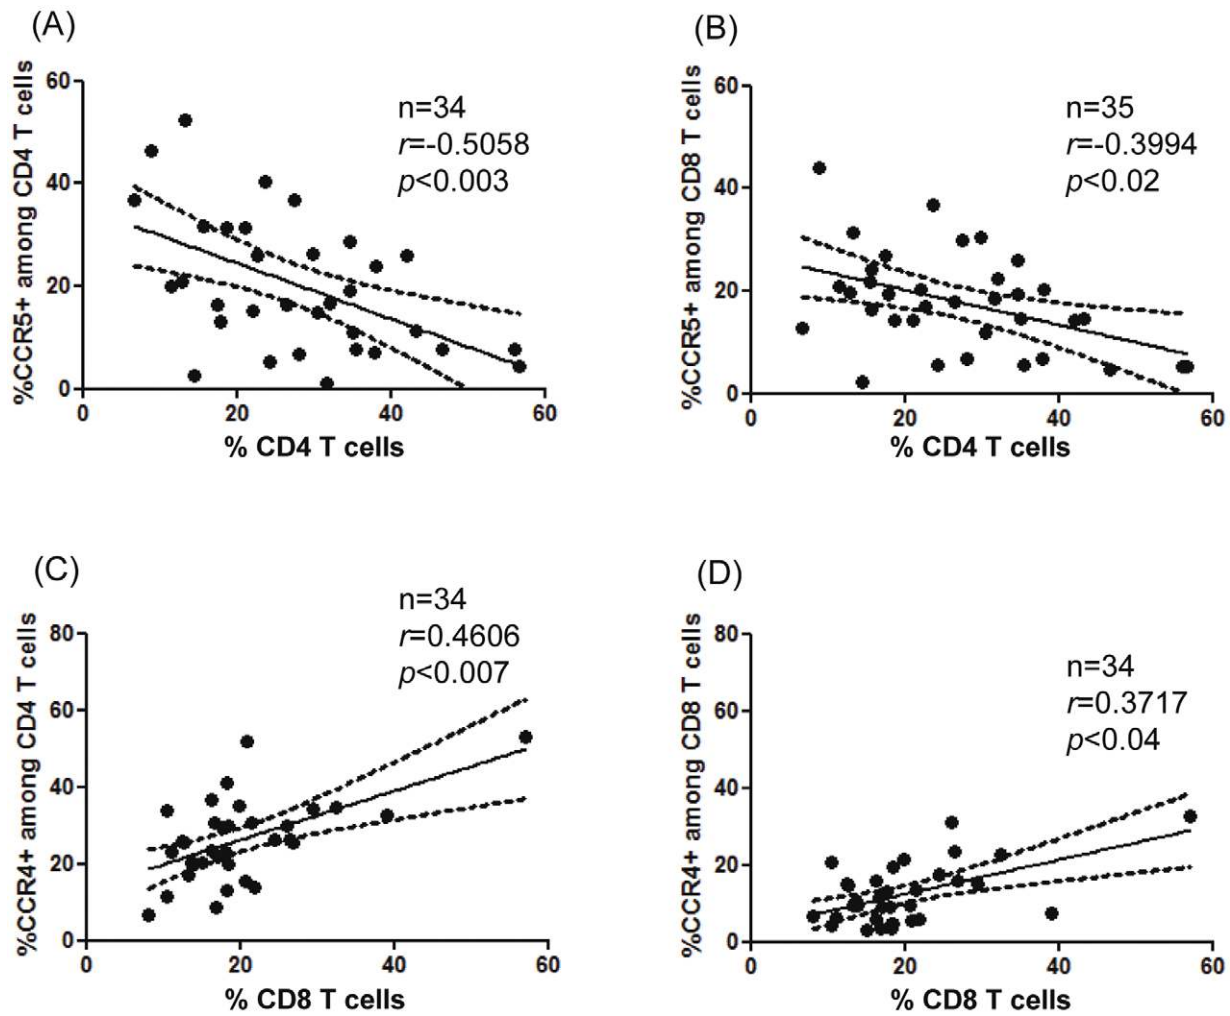 (A)
%CCR5+ among CD4 T cells
60
40
20
0
0 20 40 60
% CD4 T cells
n=34
r=-0.5058
p<0.003
(B)
%CCR5+ among CD8 T cells
60
40
20
0
0 20 40 60
% CD4 T cells
n=35
r=-0.3994
p<0.02
(C)
%CCR4+ among CD4 T cells
80
60
40
20
0
0 20 40 60
% CD8 T cells
n=34
r=0.4606
p<0.007
(D)
%CCR4+ among CD8 T cells
80
60
40
20
0
0 20 40 60
% CD8 T cells
n=34
r=0.3717
p<0.04